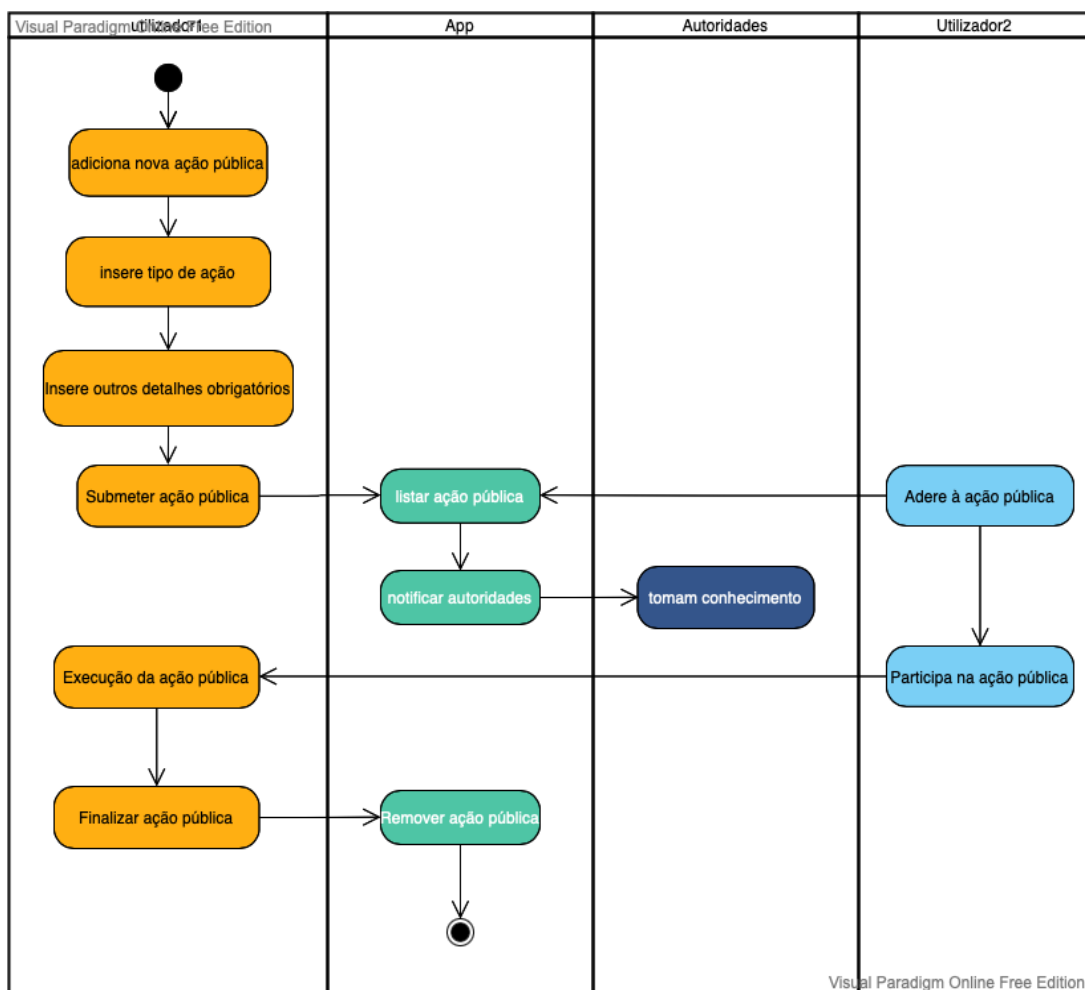 Visual Paradigm Online Free Edition
utilizador1
App
Autoridades
Utilizador2
adiciona nova ação pública
insere tipo de ação
Insere outros detalhes obrigatórios
Submeter ação pública
listar ação pública
Adere à ação pública
notificar autoridades
tomam conhecimento
Execução da ação pública
Participa na ação pública
Finalizar ação pública
Remover ação pública
Visual Paradigm Online Free Edition